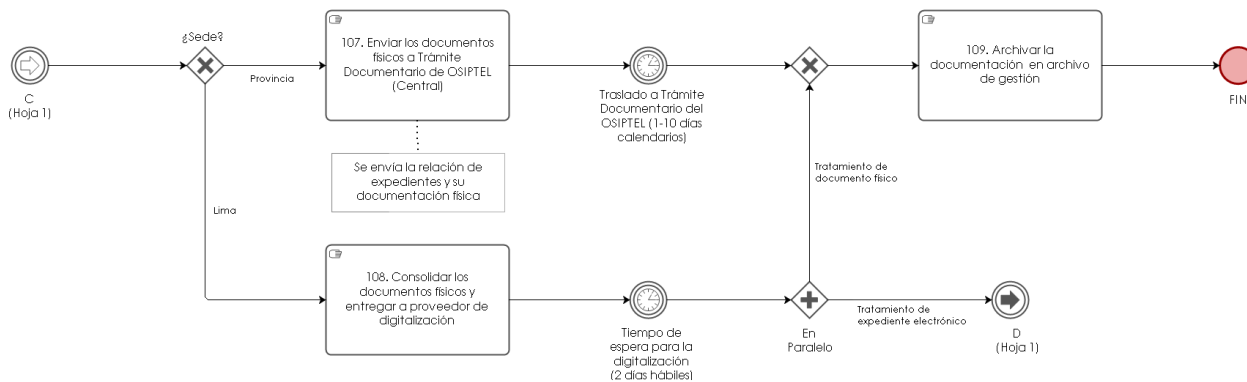 ¿Sede?
107. Enviar los documentos
físicos a Trámite
Documentario de OSIPTEL
(Central)
109. Archivar la
documentación en archivo
de gestión
C
(Hoja 1)
Provincia
Traslado a Trámite
Documentario del
OSIPTEL (1-10 días
calendarios)
FIN
Se envía la relación de
expedientes y su
documentación física
Tratamiento de
documento físico
Lima
108. Consolidar los
documentos físicos y
entregar a proveedor de
digitalización
Tratamiento de
expediente electrónico
Tiempo de
espera para la
digitalización
(2 días hábiles)
En
Paralelo
D
(Hoja 1)